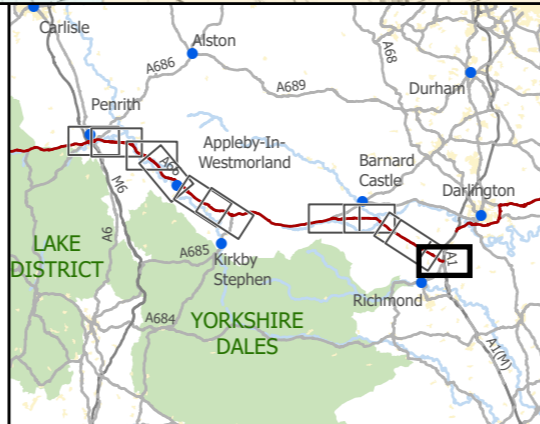 Carlisle
Alston
A68
A686
A689
Durham
Penrith
Appleby-In-
Westmorland
A66
Barnard
Castle
Darlington
M6
LAKE
DISTRICT
A6
A685
Kirkby
Stephen
A1
Richmond
A684
YORKSHIRE
DALES
A1(M)